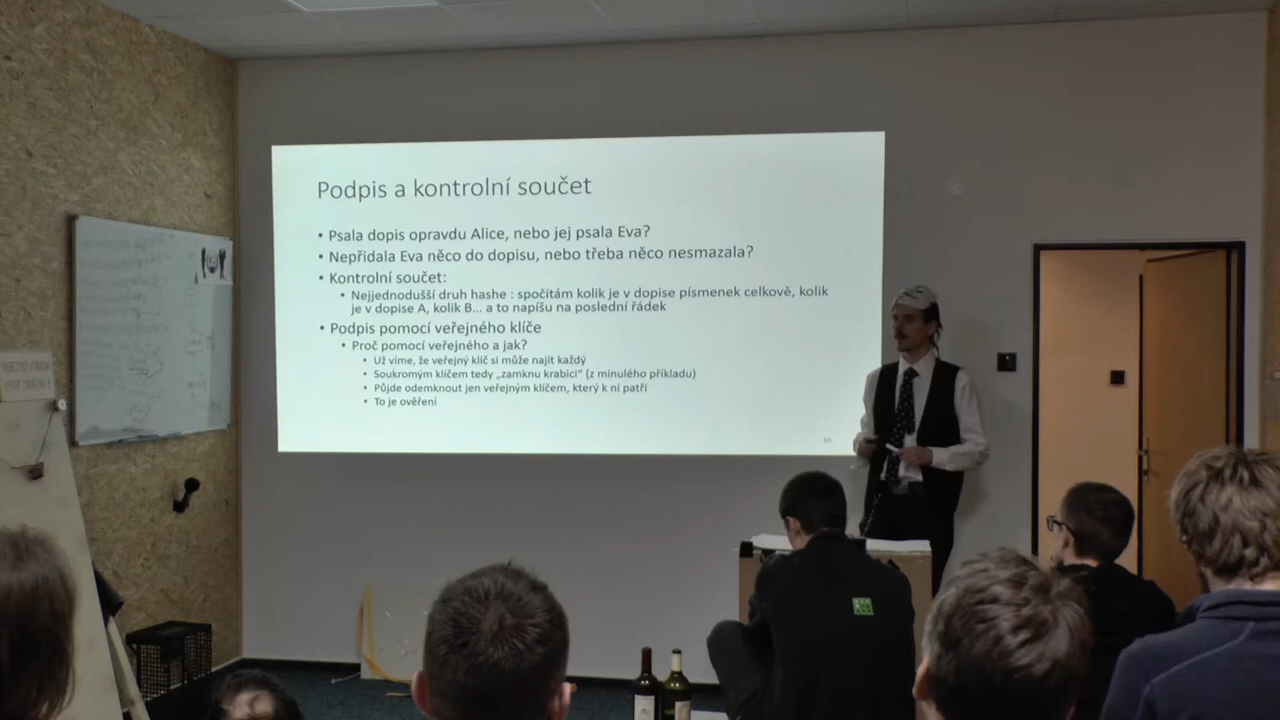 Podpis a kontrolní součet
• Psala dopis opravdu Alice, nebo jej psala Eva?
• Nepřidala Eva něco do dopisu, nebo třeba něco nesmazala?
• Kontrolní součet:
• Nejjednodušší druh hashe : spočítám kolik je v dopise písmenek celkově, kolik
je v dopise A, kolik B... a to napíšu na poslední řádek
• Podpis pomocí veřejného klíče
• Proč pomocí veřejného a jak?
• Už víme, že veřejný klíč si může najít každý
• Soukromým klíčem tedy „zamknu krabici" (z minulého příkladu)
• Půjde odemknout jen veřejným klíčem, který k ní patří
• To je ověření